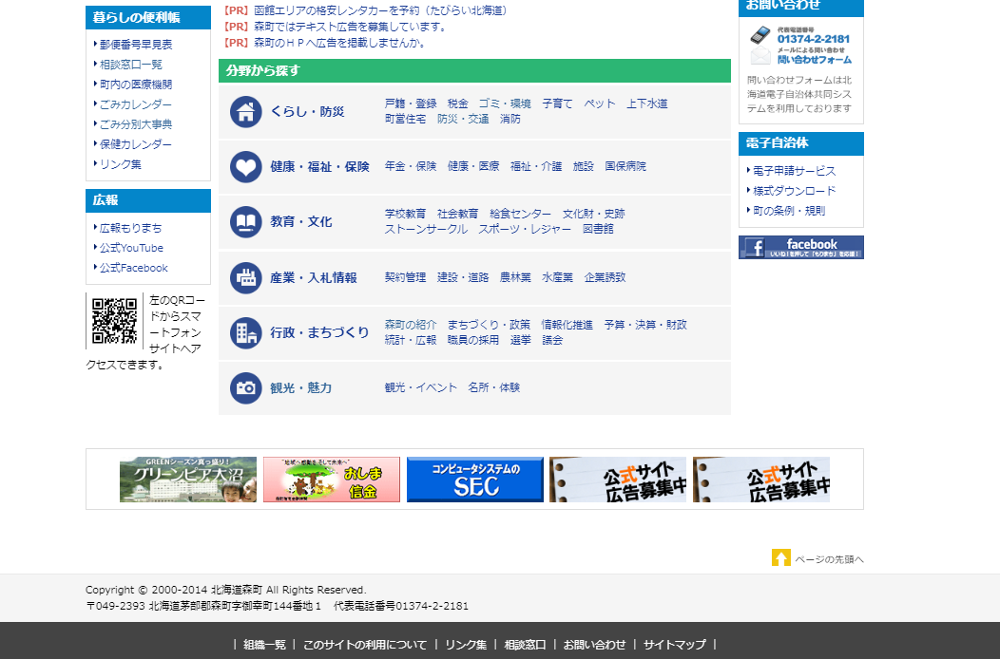 暮らしの便利帳
郵便番号早見表
相談窓口一覧
町内の医療機関
ごみカレンダー
ごみ分別大事典
保健カレンダー
リンク集
広報
広報もりまち
公式YouTube
公式Facebook
左のQRコー
ドからスマ
ートフォン
サイトへア
クセスできます。
【PR】函館エリアの格安レンタカーを予約（たびらい北海道）
【PR】森町ではテキスト広告を募集しています。
【PR】森町のＨＰへ広告を掲載しませんか。
分野から探す
くらし・防災
戸籍・登録 税金 ゴミ・環境 子育て ペット 上下水道
町営住宅 防災・交通 消防
健康・福祉・保険
年金・保険 健康・医療 福祉・介護 施設 国保病院
教育・文化
学校教育 社会教育 給食センター 文化財・史跡
ストーンサークル スポーツ・レジャー 図書館
産業・入札情報
契約管理 建設・道路 農林業 水産業 企業誘致
行政・まちづくり
森町の紹介 まちづくり・政策 情報化推進 予算・決算・財政
統計・広報 職員の採用 選挙 議会
観光・魅力
観光・イベント 名所・体験
お問い合わせ
代表電話番号
01374-2-2181
メールによる問い合わせ
問い合わせフォーム
問い合わせフォームは北
海道電子自治体共同シス
テムを利用しております
電子自治体
電子申請サービス
様式ダウンロード
町の条例・規則
facebook
いいね！を押して「もりまち」を応援！
GREENシーズン真っ盛り！
グリーンピア大沼
"地域へ感動を そして未来へ"
おしま
信金
コンピュータシステムの
SEC
公式サイト
広告募集中
公式サイト
広告募集中
ページの先頭へ
Copyright © 2000-2014 北海道森町 All Rights Reserved.
〒049-2393 北海道茅部郡森町字御幸町144番地１ 代表電話番号01374-2-2181
| 組織一覧 | このサイトの利用について | リンク集 | 相談窓口 | お問い合わせ | サイトマップ |